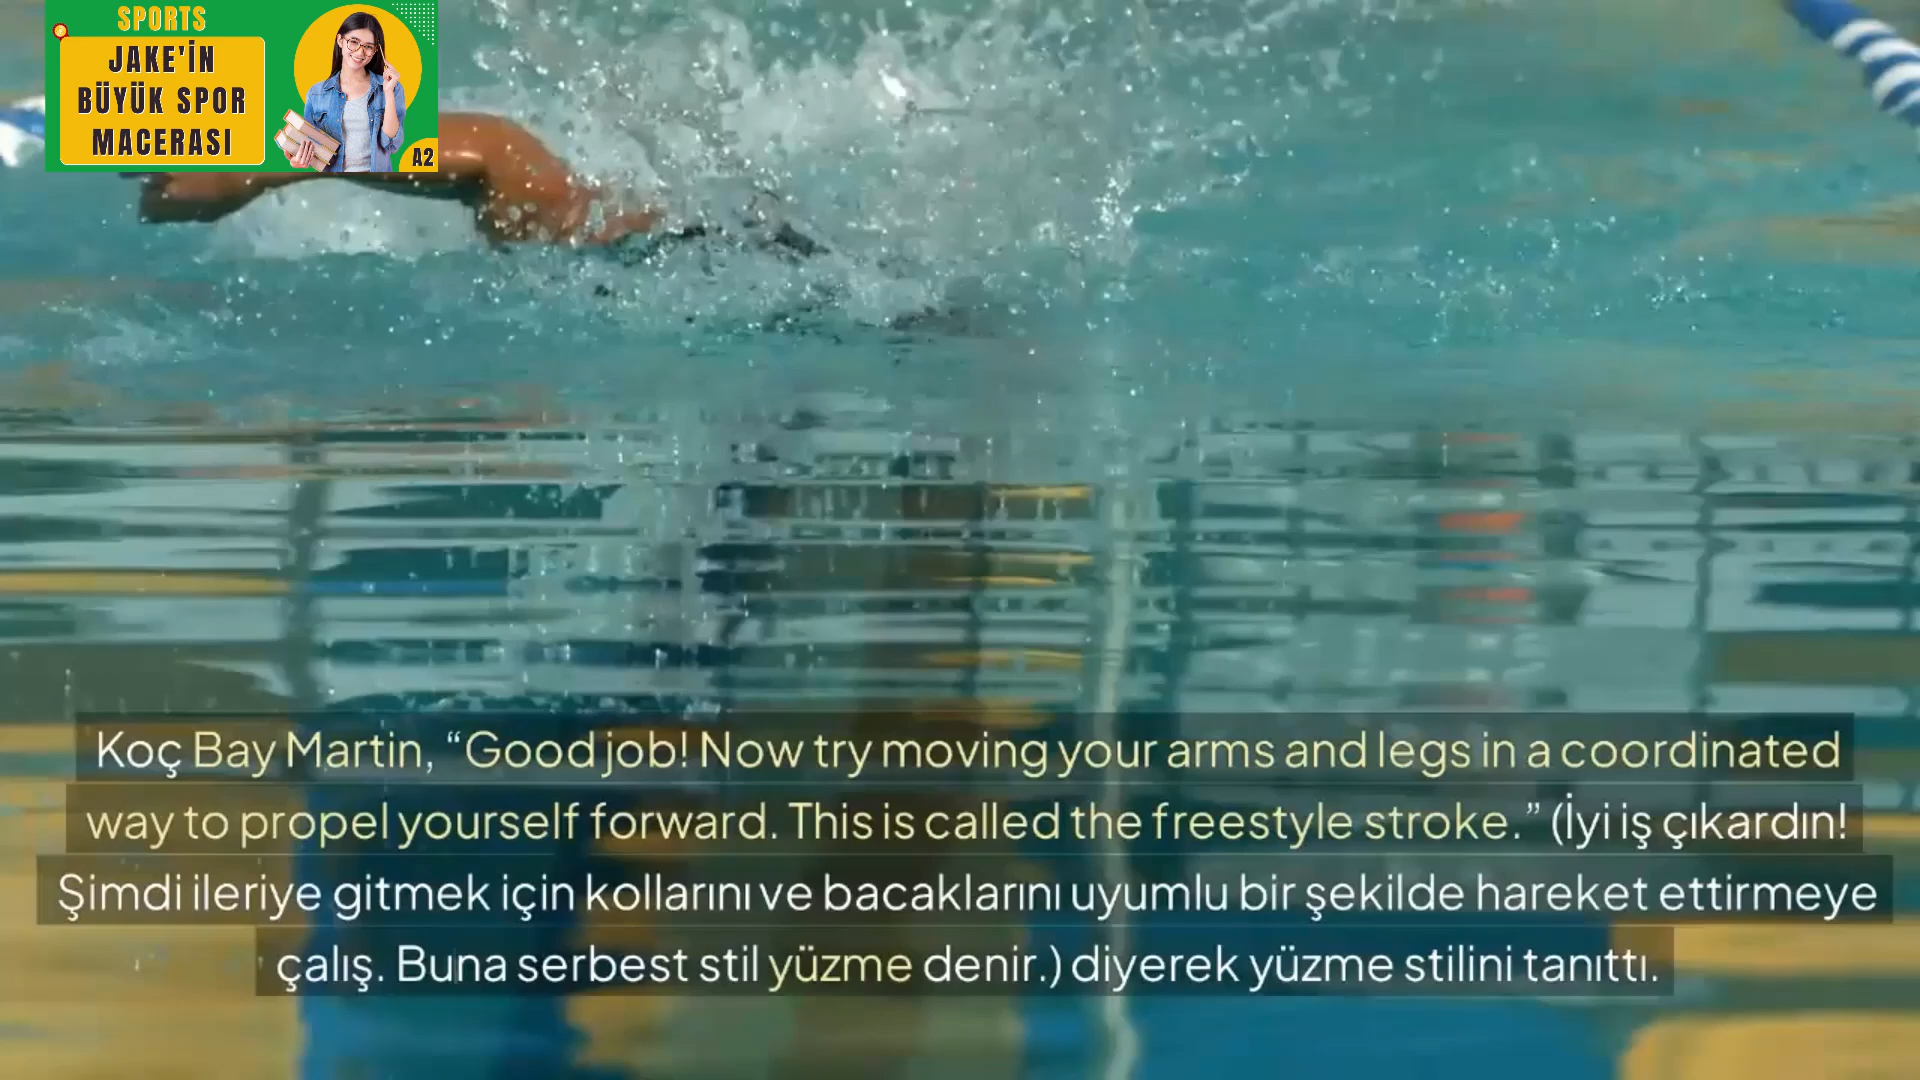 SPORTS
JAKE'İN
BÜYÜK SPOR
MACERASI
A2
Koç Bay Martin, “Good job! Now try moving your arms and legs in a coordinated
way to propel yourself forward. This is called the freestyle stroke.” (İyi iş çıkardın!
Şimdi ileriye gitmek için kollarını ve bacaklarını uyumlu bir şekilde hareket ettirmeye
çalış. Buna serbest stil yüzme denir.) diyerek yüzme stilini tanıttı.